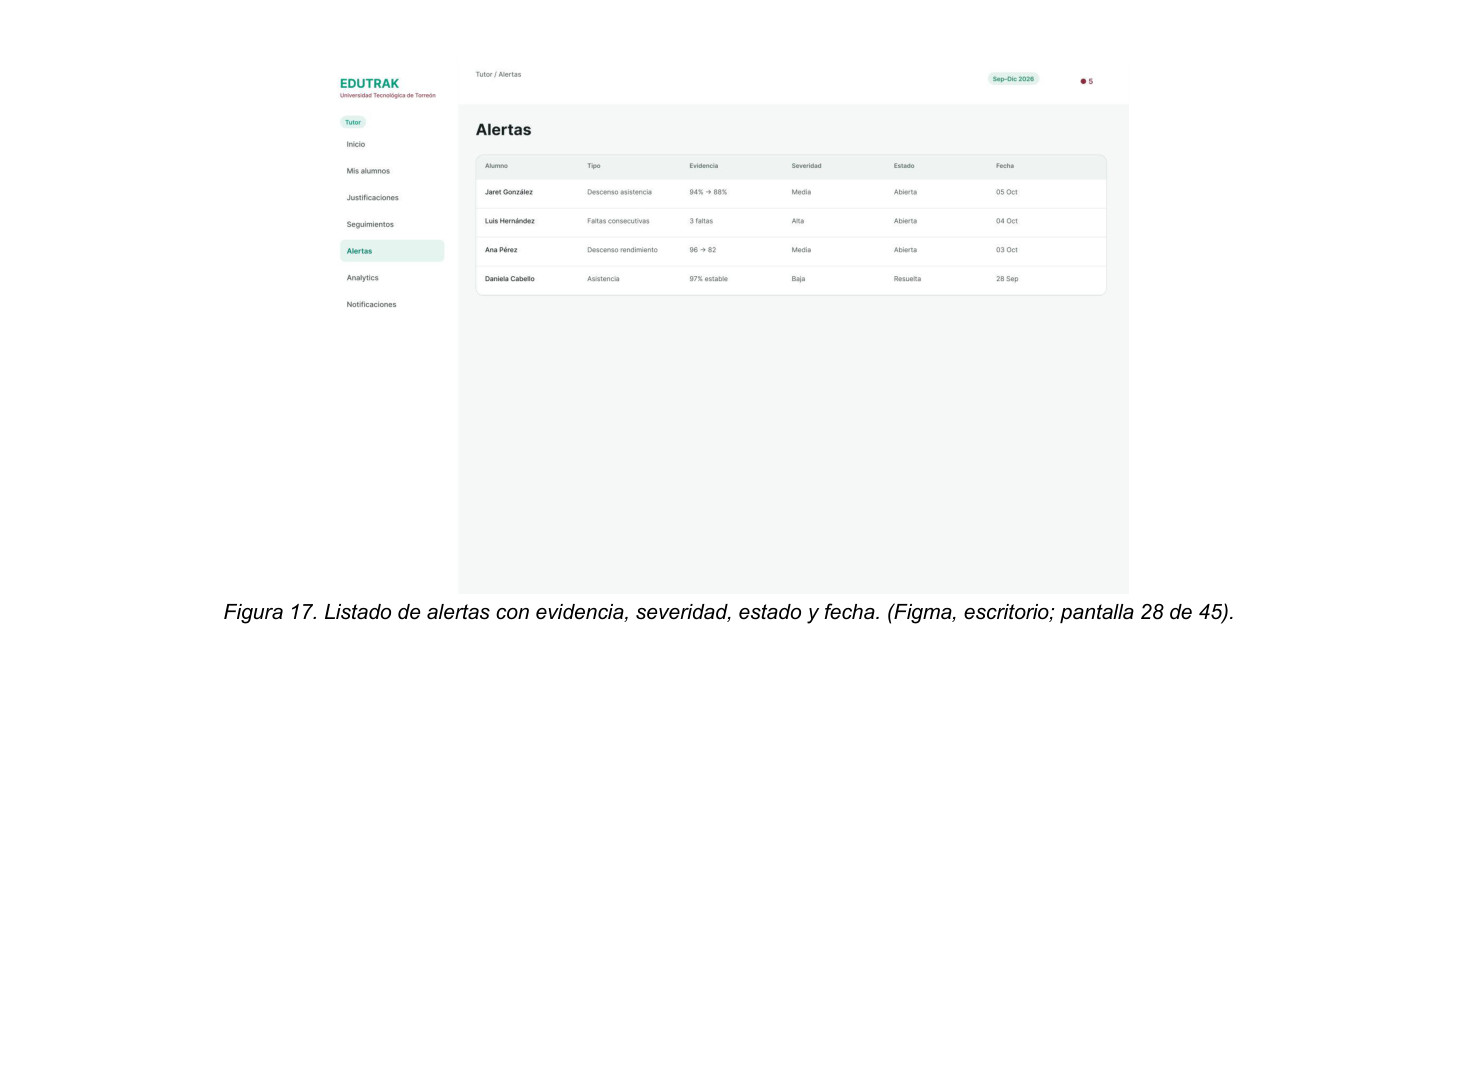 EDUTRAK
Universidad Tecnológica de Torreón
Tutor
Inicio
Mis alumnos
Justificaciones
Seguimientos
Alertas
Analytics
Notificaciones
Tutor / Alertas
Sep-Dic 2026
5
Alertas
Alumno Tipo Evidencia Severidad Estado Fecha
Jaret González Descenso asistencia 94% → 88% Media Abierta 05 Oct
Luis Hernández Faltas consecutivas 3 faltas Alta Abierta 04 Oct
Ana Pérez Descenso rendimiento 96 → 82 Media Abierta 03 Oct
Daniela Cabello Asistencia 97% estable Baja Resuelta 28 Sep
Figura 17. Listado de alertas con evidencia, severidad, estado y fecha. (Figma, escritorio; pantalla 28 de 45).